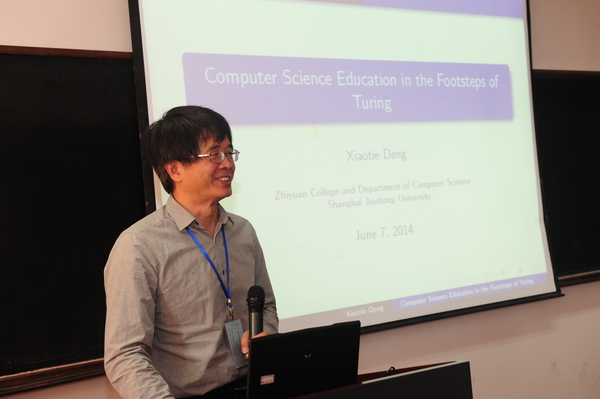 Computer Science Education in the Footsteps of
Turing
Xiaotie Deng
Zhiyuan College and Department of Computer Science
Shanghai Jiaotong University
June 7, 2014
Xiaotie Deng
Computer Science Education in the Footsteps of Turing